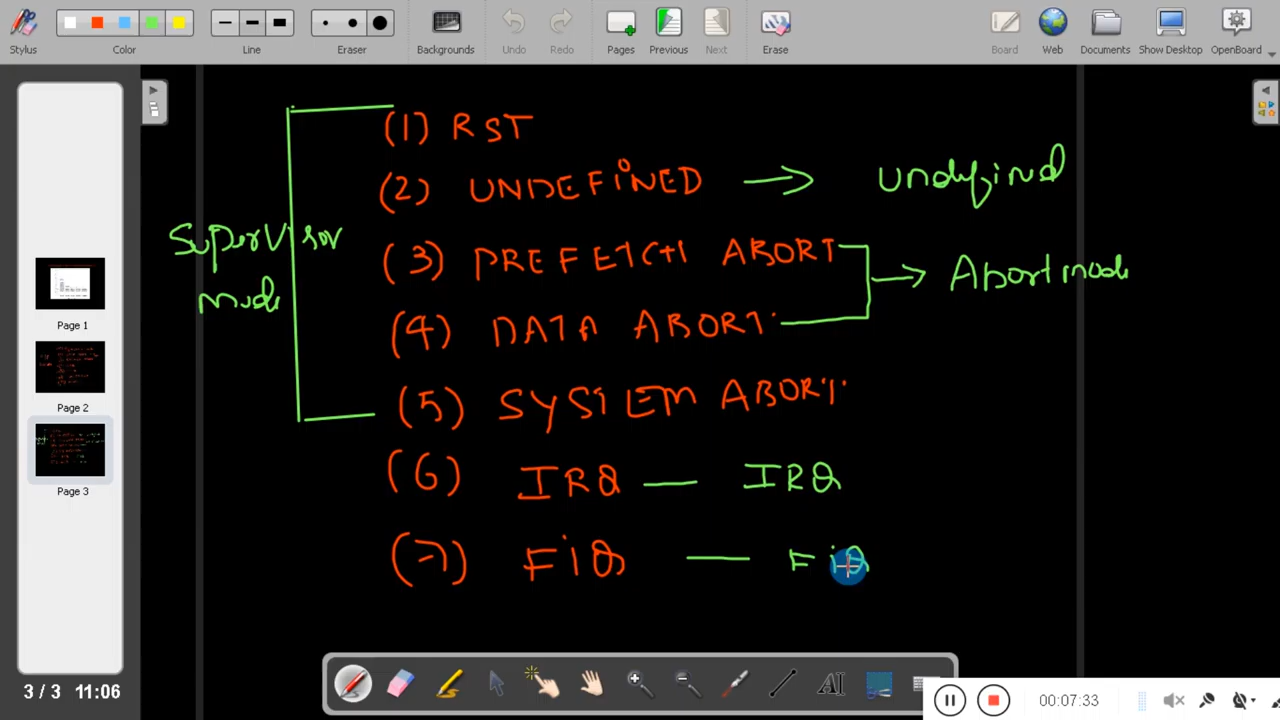 Stylus Color Line Eraser Backgrounds Undo Redo Pages Previous Next Erase Board Web Documents Show Desktop OpenBoard
(1) RST
(2) UNDEFINED → undefined
Supervisor mode
(3) PREFETCH ABORT
(4) DATA ABORT
→ Abort mode
(5) SYSTEM ABORT
(6) IRQ — IRQ
(7) FiQ — FiQ
Page 1
Page 2
Page 3
3 / 3 11:06
AI
00:07:33